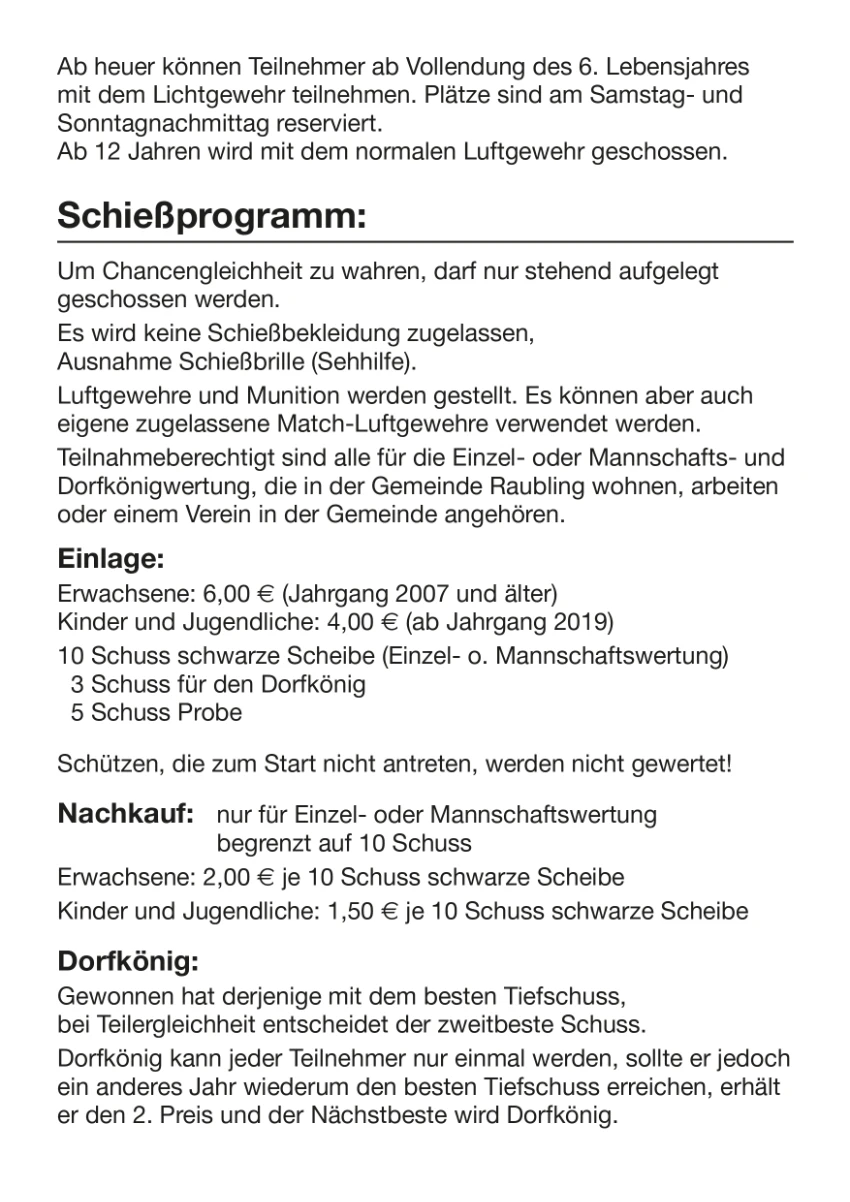 Ab heuer können Teilnehmer ab Vollendung des 6. Lebensjahres
mit dem Lichtgewehr teilnehmen. Plätze sind am Samstag- und
Sonntagnachmittag reserviert.
Ab 12 Jahren wird mit dem normalen Luftgewehr geschossen.
Schießprogramm:
Um Chancengleichheit zu wahren, darf nur stehend aufgelegt
geschossen werden.
Es wird keine Schießbekleidung zugelassen,
Ausnahme Schießbrille (Sehhilfe).
Luftgewehre und Munition werden gestellt. Es können aber auch
eigene zugelassene Match-Luftgewehre verwendet werden.
Teilnahmeberechtigt sind alle für die Einzel- oder Mannschafts- und
Dorfkönigwertung, die in der Gemeinde Raubling wohnen, arbeiten
oder einem Verein in der Gemeinde angehören.
Einlage:
Erwachsene: 6,00 € (Jahrgang 2007 und älter)
Kinder und Jugendliche: 4,00 € (ab Jahrgang 2019)
10 Schuss schwarze Scheibe (Einzel- o. Mannschaftswertung)
3 Schuss für den Dorfkönig
5 Schuss Probe
Schützen, die zum Start nicht antreten, werden nicht gewertet!
Nachkauf: nur für Einzel- oder Mannschaftswertung
begrenzt auf 10 Schuss
Erwachsene: 2,00 € je 10 Schuss schwarze Scheibe
Kinder und Jugendliche: 1,50 € je 10 Schuss schwarze Scheibe
Dorfkönig:
Gewonnen hat derjenige mit dem besten Tiefschuss,
bei Teilergleichheit entscheidet der zweitbeste Schuss.
Dorfkönig kann jeder Teilnehmer nur einmal werden, sollte er jedoch
ein anderes Jahr wiederum den besten Tiefschuss erreichen, erhält
er den 2. Preis und der Nächstbeste wird Dorfkönig.